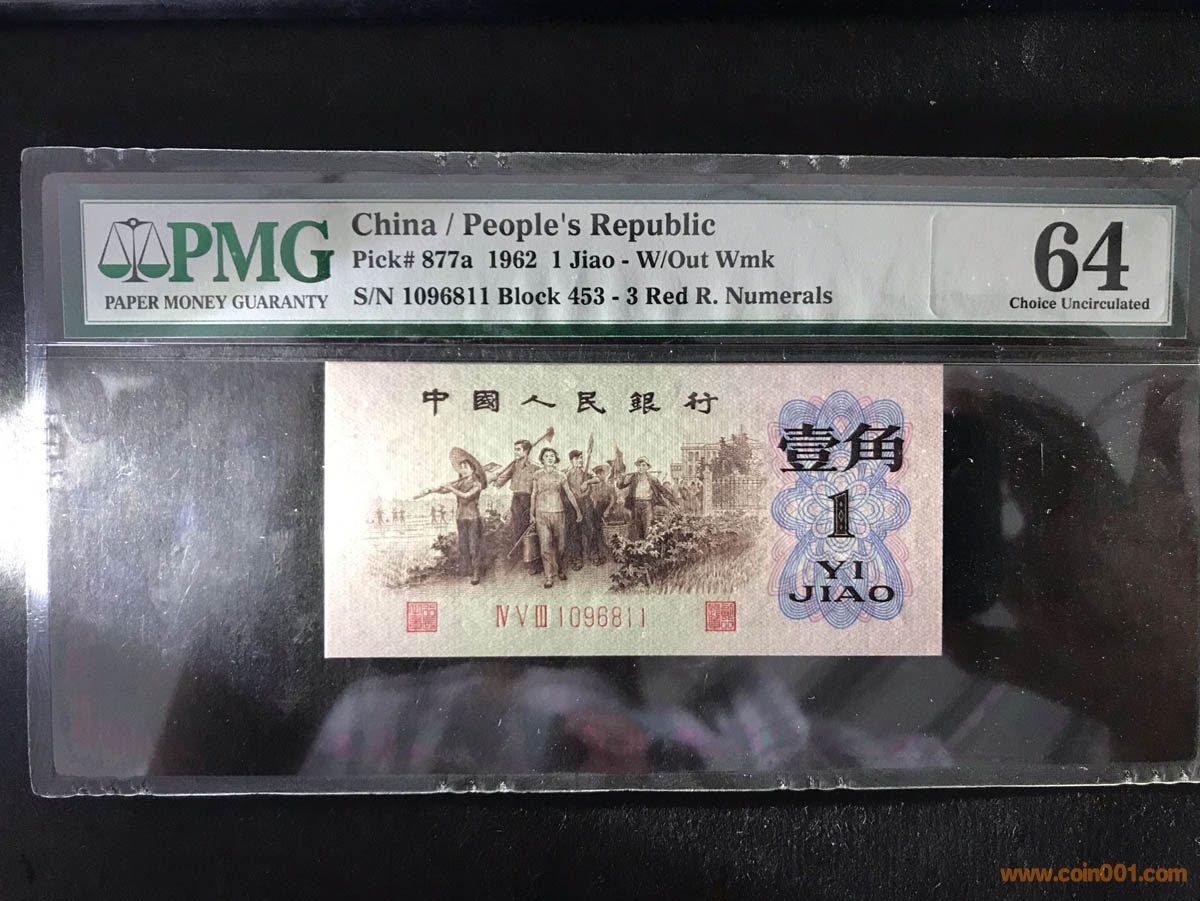 PMG
PAPER MONEY GUARANTY
China / People's Republic
Pick# 877a 1962 1 Jiao - W/Out Wmk
S/N 1096811 Block 453 - 3 Red R. Numerals
64
Choice Uncirculated
中國人民銀行
壹角
1
YI
JIAO
Ⅳ Ⅴ Ⅲ 1096811
www.coin001.com